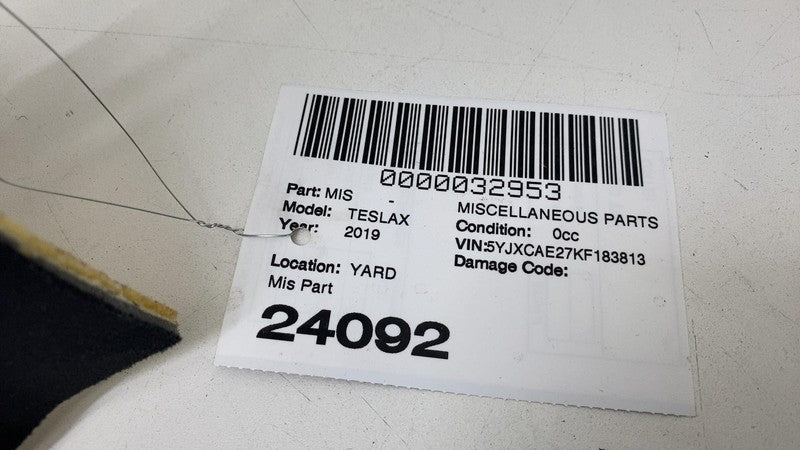 0000032953
Part: MIS - MISCELLANEOUS PARTS
Model: TESLAX Condition: 0cc
Year: 2019 VIN:5YJXCAE27KF183813
Damage Code:
Location: YARD
Mis Part
24092